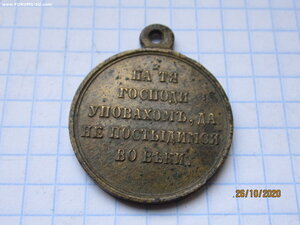 НА ТЯ
ГОСПОДИ
УПОВАХОМЪ, ДА
НЕ ПОСТЫДИМСЯ
ВО ВѢКИ.
26/10/2020